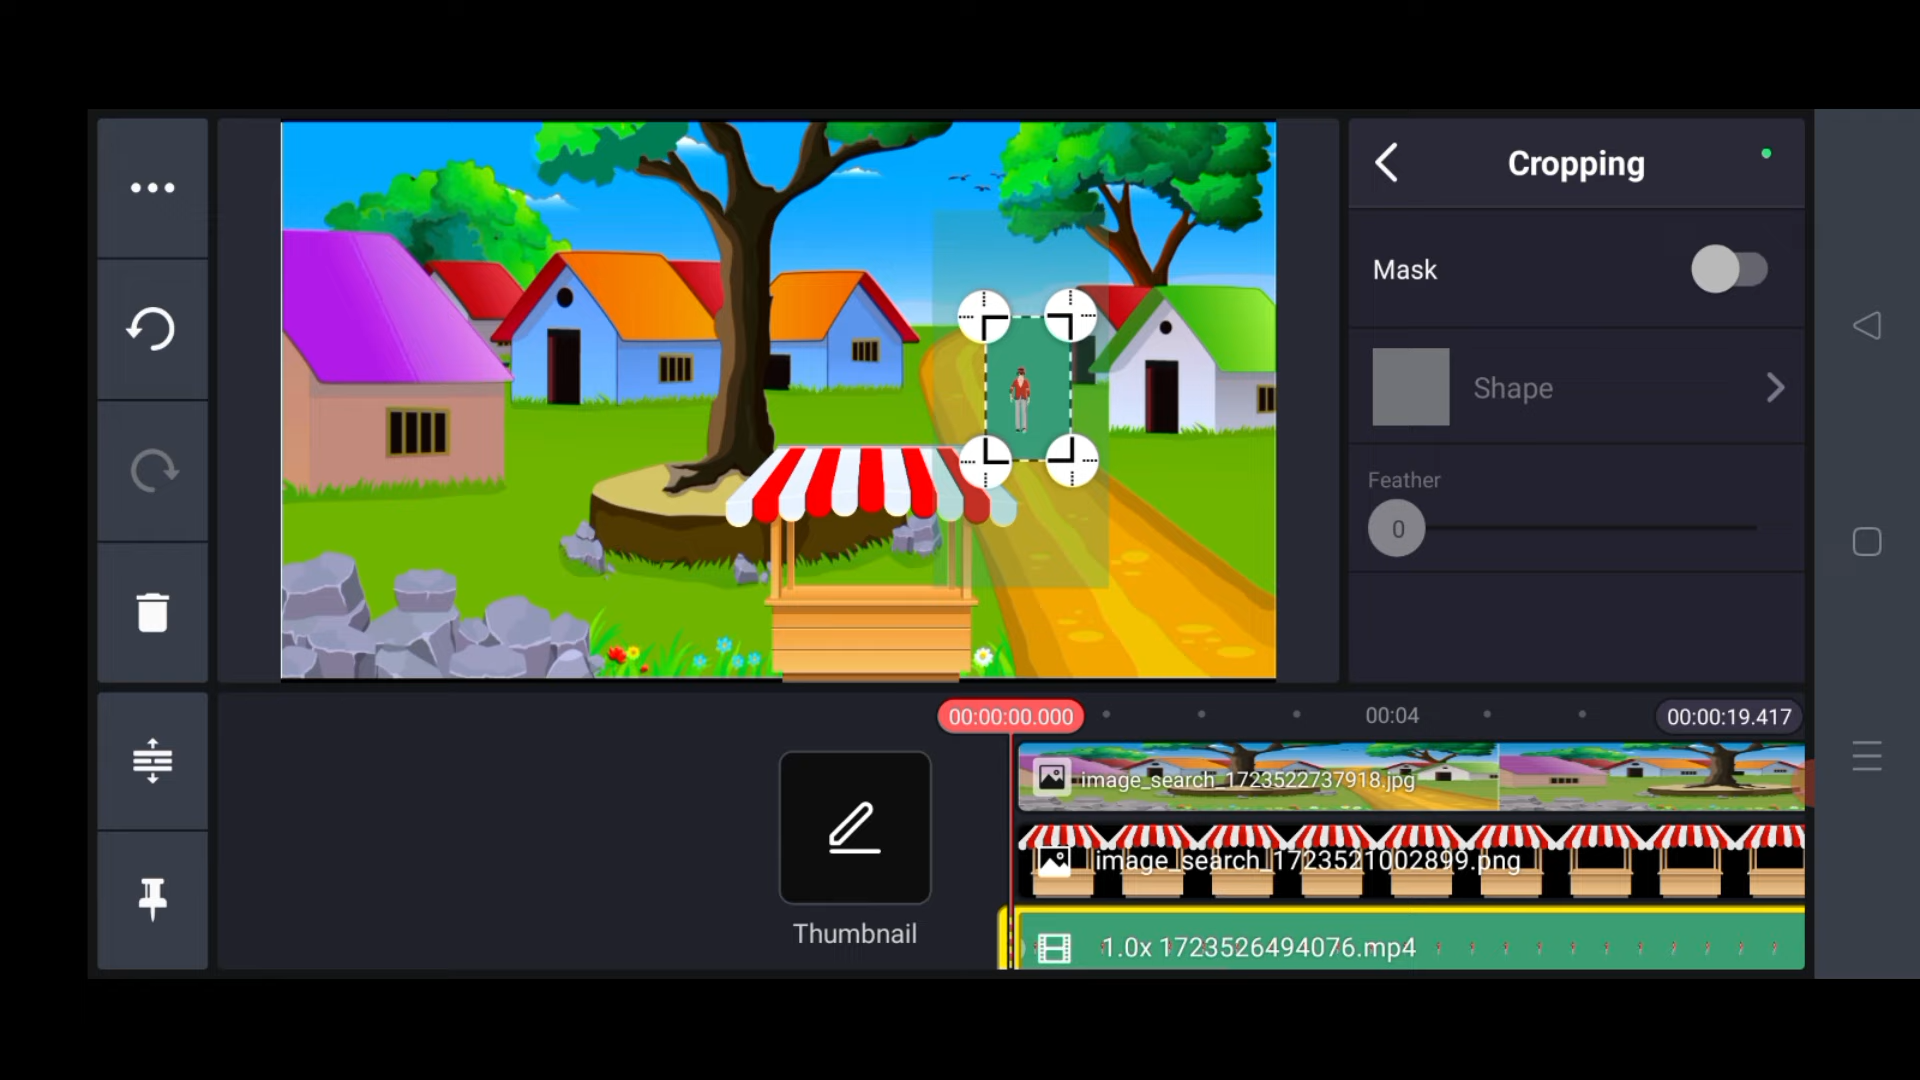 Cropping
Mask
Shape
Feather
0
00:00:00.000
00:04
00:00:19.417
image_search_1723522737918.jpg
image_search_1723521002899.png
Thumbnail
1.0x 1723526494076.mp4